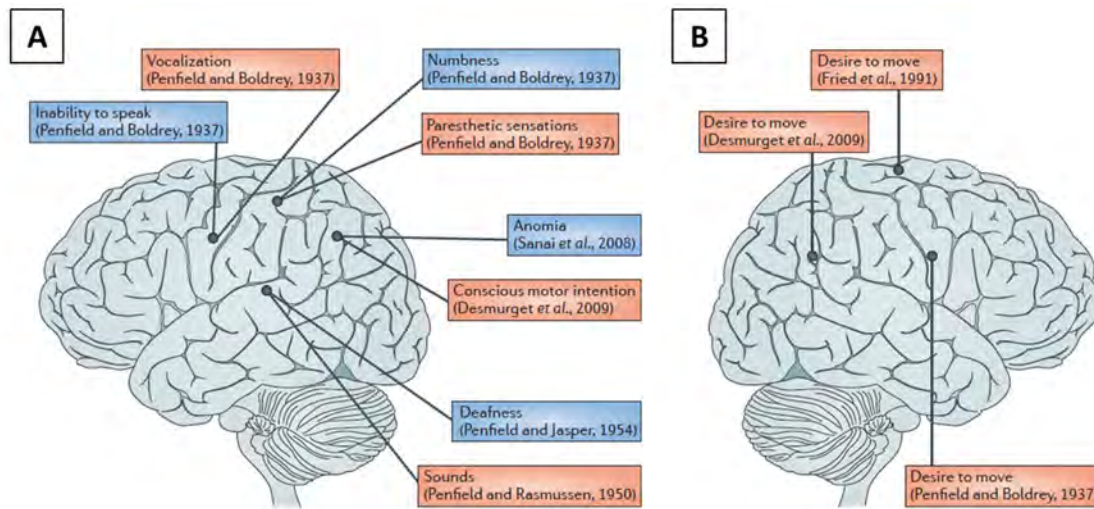 A
Vocalization
(Penfield and Boldrey, 1937)
Numbness
(Penfield and Boldrey, 1937)
Inability to speak
(Penfield and Boldrey, 1937)
Paresthetic sensations
(Penfield and Boldrey, 1937)
Anomia
(Sanai et al., 2008)
Conscious motor intention
(Desmurget et al., 2009)
Deafness
(Penfield and Jasper, 1954)
Sounds
(Penfield and Rasmussen, 1950)
B
Desire to move
(Fried et al., 1991)
Desire to move
(Desmurget et al., 2009)
Desire to move
(Penfield and Boldrey, 1937